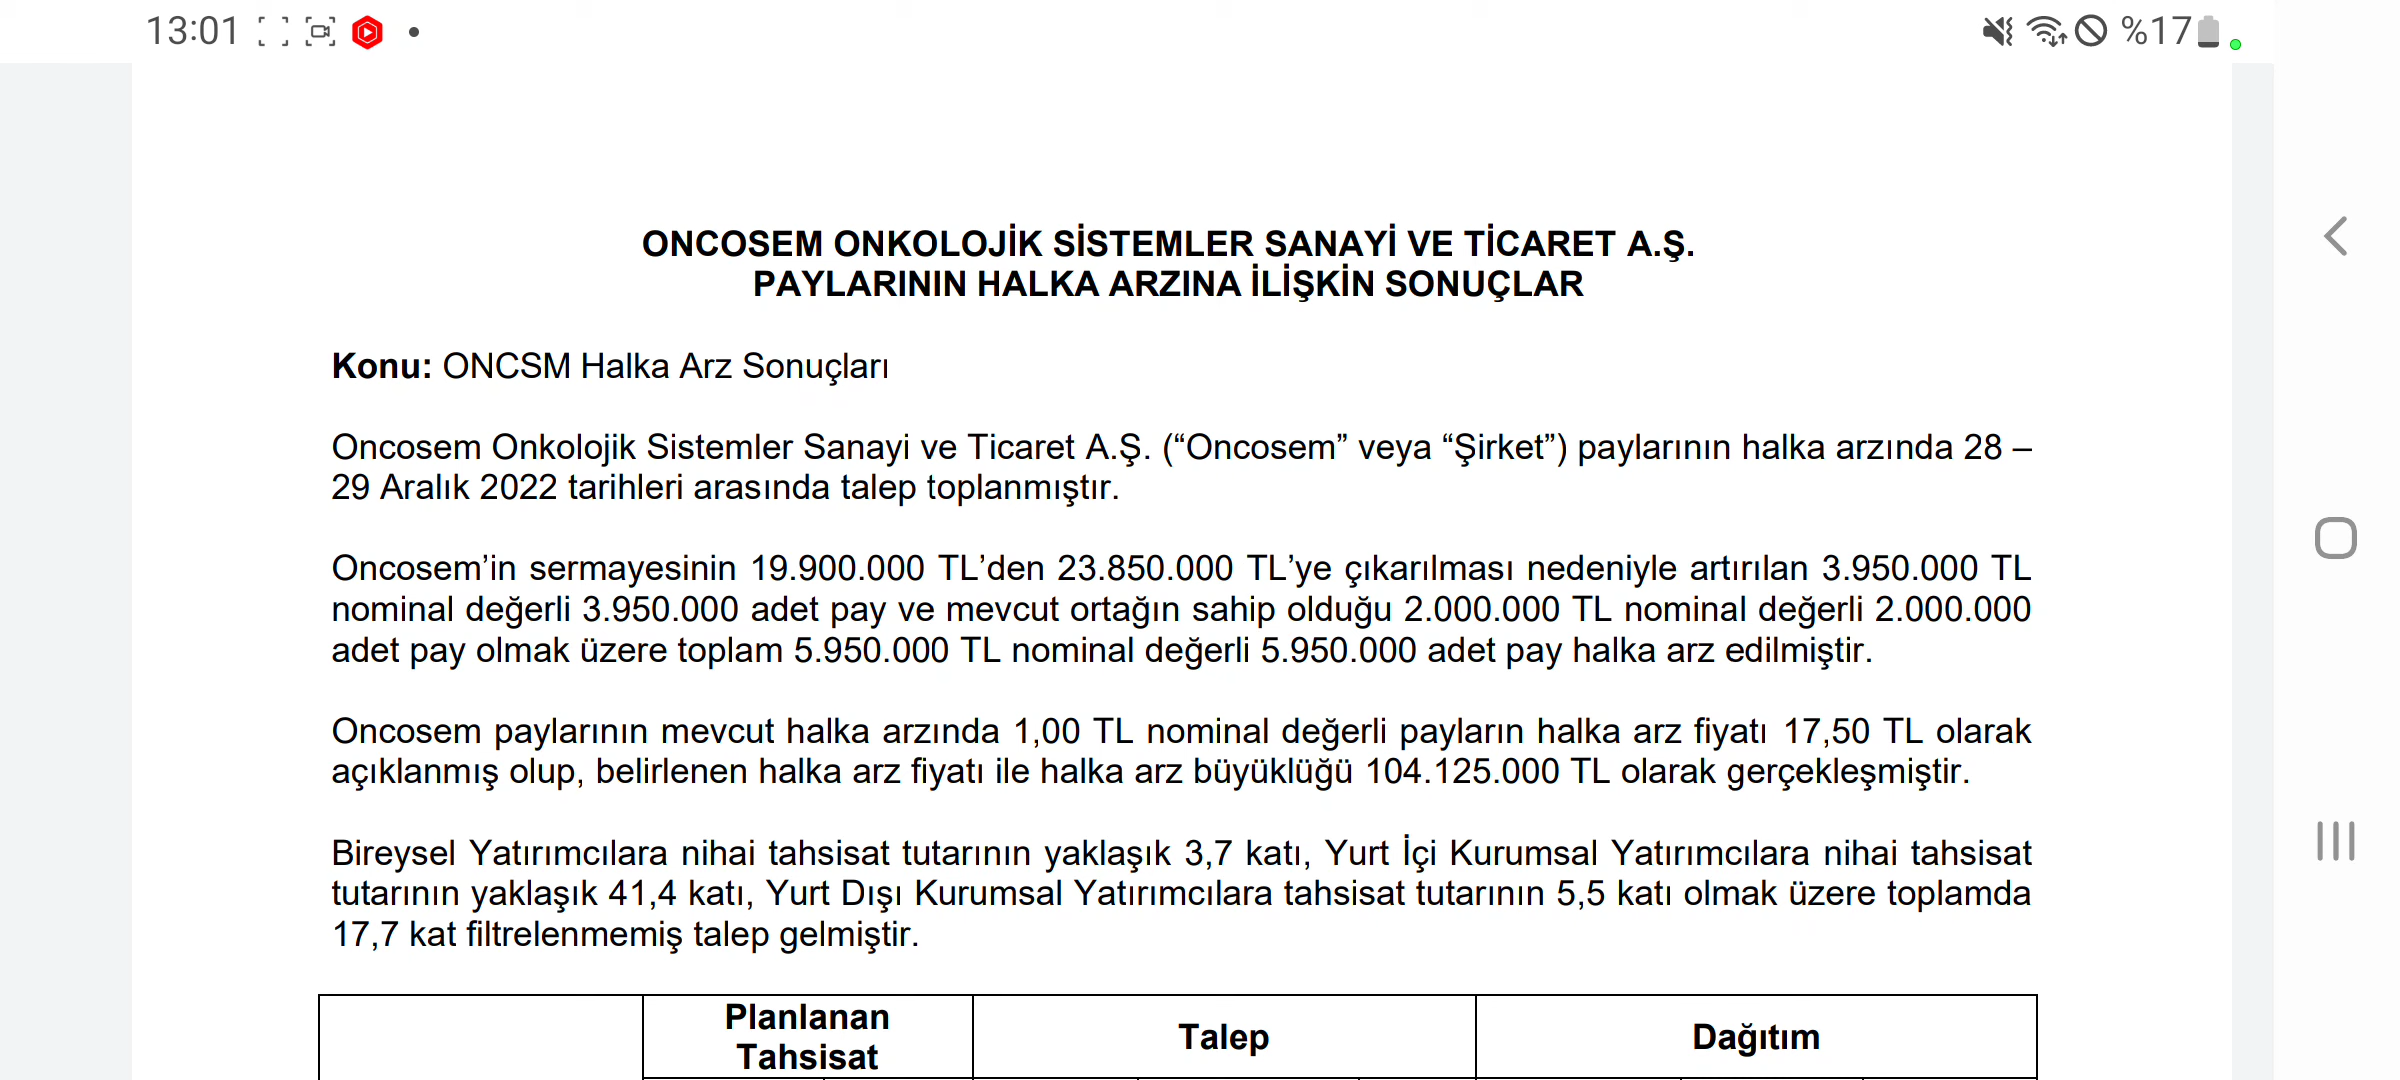 13:01
%17
ONCOSEM ONKOLOJİK SİSTEMLER SANAYİ VE TİCARET A.Ş.
PAYLARININ HALKA ARZINA İLİŞKİN SONUÇLAR
Konu: ONCSM Halka Arz Sonuçları
Oncosem Onkolojik Sistemler Sanayi ve Ticaret A.Ş. (“Oncosem” veya “Şirket”) paylarının halka arzında 28 –
29 Aralık 2022 tarihleri arasında talep toplanmıştır.
Oncosem’in sermayesinin 19.900.000 TL’den 23.850.000 TL’ye çıkarılması nedeniyle artırılan 3.950.000 TL
nominal değerli 3.950.000 adet pay ve mevcut ortağın sahip olduğu 2.000.000 TL nominal değerli 2.000.000
adet pay olmak üzere toplam 5.950.000 TL nominal değerli 5.950.000 adet pay halka arz edilmiştir.
Oncosem paylarının mevcut halka arzında 1,00 TL nominal değerli payların halka arz fiyatı 17,50 TL olarak
açıklanmış olup, belirlenen halka arz fiyatı ile halka arz büyüklüğü 104.125.000 TL olarak gerçekleşmiştir.
Bireysel Yatırımcılara nihai tahsisat tutarının yaklaşık 3,7 katı, Yurt İçi Kurumsal Yatırımcılara nihai tahsisat
tutarının yaklaşık 41,4 katı, Yurt Dışı Kurumsal Yatırımcılara tahsisat tutarının 5,5 katı olmak üzere toplamda
17,7 kat filtrelenmemiş talep gelmiştir.
Planlanan
Tahsisat
Talep
Dağıtım